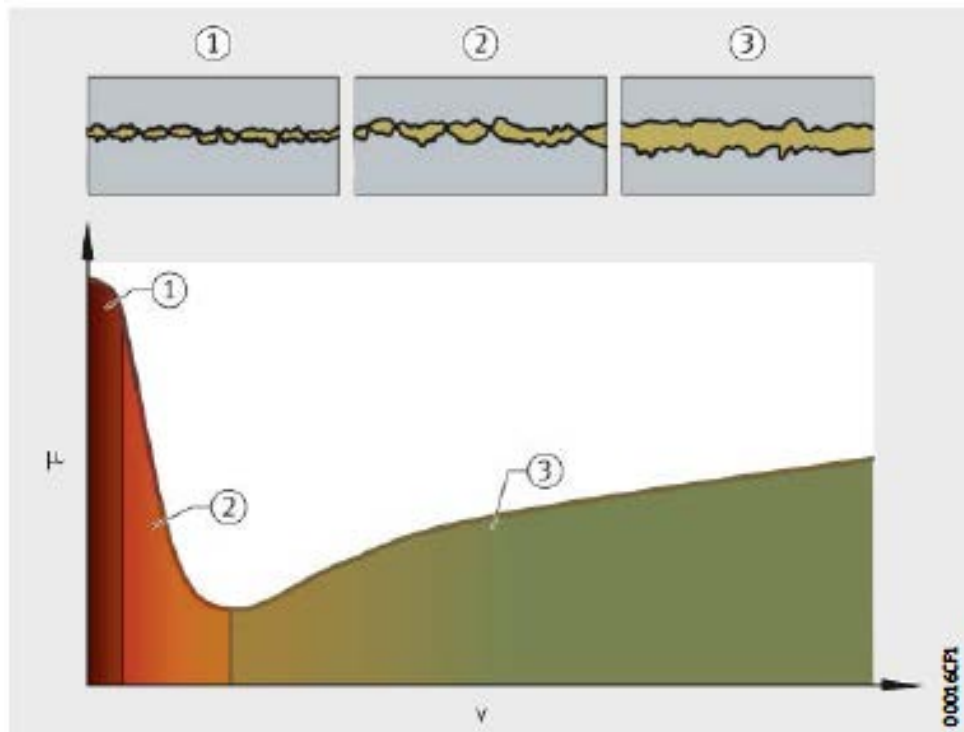 ① ② ③
①
②
③
F
v
00016CF1